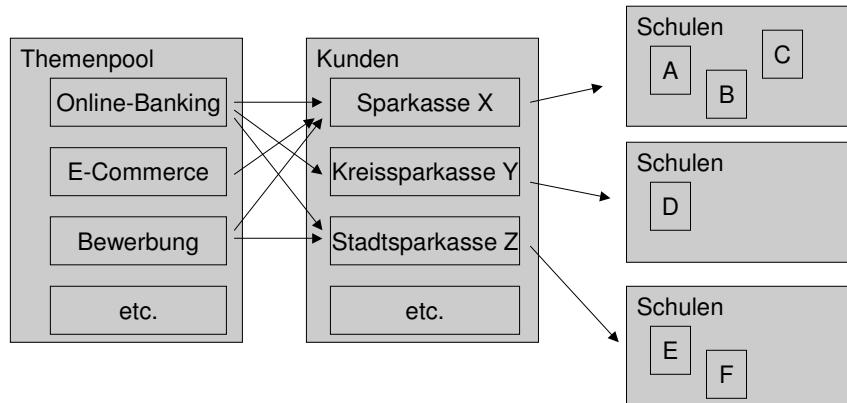 Themenpool
Online-Banking
E-Commerce
Bewerbung
etc.
Kunden
Sparkasse X
Kreissparkasse Y
Stadtsparkasse Z
etc.
Schulen
A
B
C
Schulen
D
Schulen
E
F